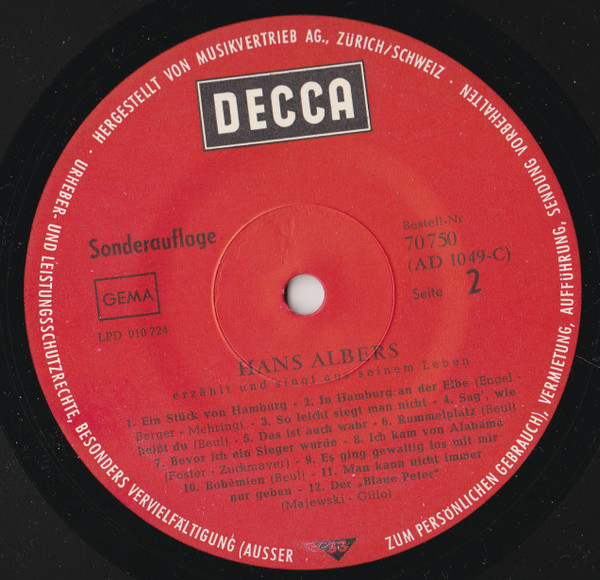 · HERGESTELLT VON MUSIKVERTRIEB AG., ZÜRICH/SCHWEIZ ·
URHEBER- UND LEISTUNGSSCHUTZRECHTE, BESONDERS VERVIELFÄLTIGUNG (AUSSER
ZUM PERSÖNLICHEN GEBRAUCH), VERMIETUNG, AUFFÜHRUNG, SENDUNG VORBEHALTEN
DECCA
Sonderauflage
GEMA
LPD 010 724
Bestell-Nr
70 750
(AD 1049-C)
Seite 2
HANS ALBERS
erzählt und singt aus seinem Leben
1. Ein Stück von Hamburg - 2. In Hamburg an der Elbe (Engel-
Berger - Mehring) - 3. So leicht siegt man nicht - 4. Sag', wie
heißt du (Beul) - 5. Das ist auch wahr - 6. Rummelplatz (Beul)
7. Bevor ich ein Sieger wurde - 8. Ich kam von Alabama
(Foster - Zuckmayer) - 9. Es ging gewaltig los mit mir
10. Bohèmien (Beul) - 11. Man kann nicht immer
nur geben - 12. Der „Blaue Peter"
(Majewski - Gillo)